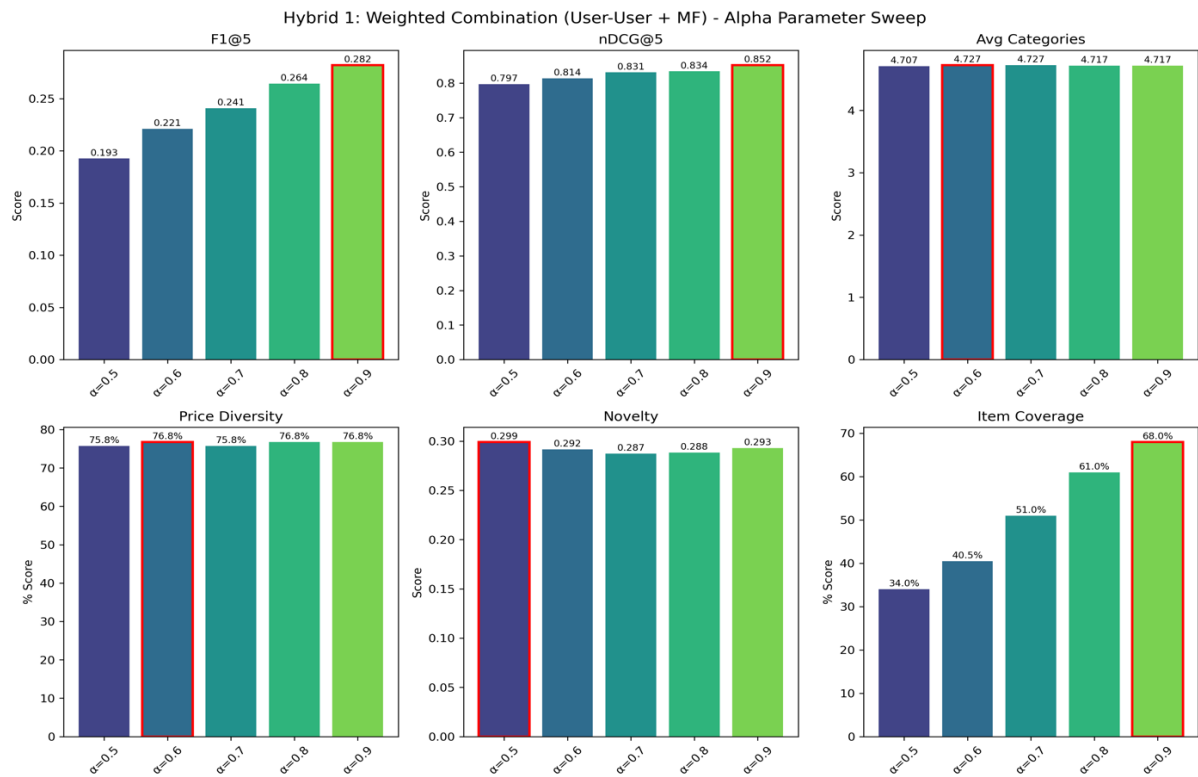 Hybrid 1: Weighted Combination (User-User + MF) - Alpha Parameter Sweep
F1@5
Score
0.25
0.20
0.15
0.10
0.05
0.00
0.193
0.221
0.241
0.264
0.282
α=0.5
α=0.6
α=0.7
α=0.8
α=0.9
nDCG@5
Score
0.8
0.7
0.6
0.5
0.4
0.3
0.2
0.1
0.0
0.797
0.814
0.831
0.834
0.852
α=0.5
α=0.6
α=0.7
α=0.8
α=0.9
Avg Categories
Score
4
3
2
1
0
4.707
4.727
4.727
4.717
4.717
α=0.5
α=0.6
α=0.7
α=0.8
α=0.9
Price Diversity
% Score
80
70
60
50
40
30
20
10
0
75.8%
76.8%
75.8%
76.8%
76.8%
α=0.5
α=0.6
α=0.7
α=0.8
α=0.9
Novelty
Score
0.30
0.25
0.20
0.15
0.10
0.05
0.00
0.299
0.292
0.287
0.288
0.293
α=0.5
α=0.6
α=0.7
α=0.8
α=0.9
Item Coverage
% Score
70
60
50
40
30
20
10
0
34.0%
40.5%
51.0%
61.0%
68.0%
α=0.5
α=0.6
α=0.7
α=0.8
α=0.9